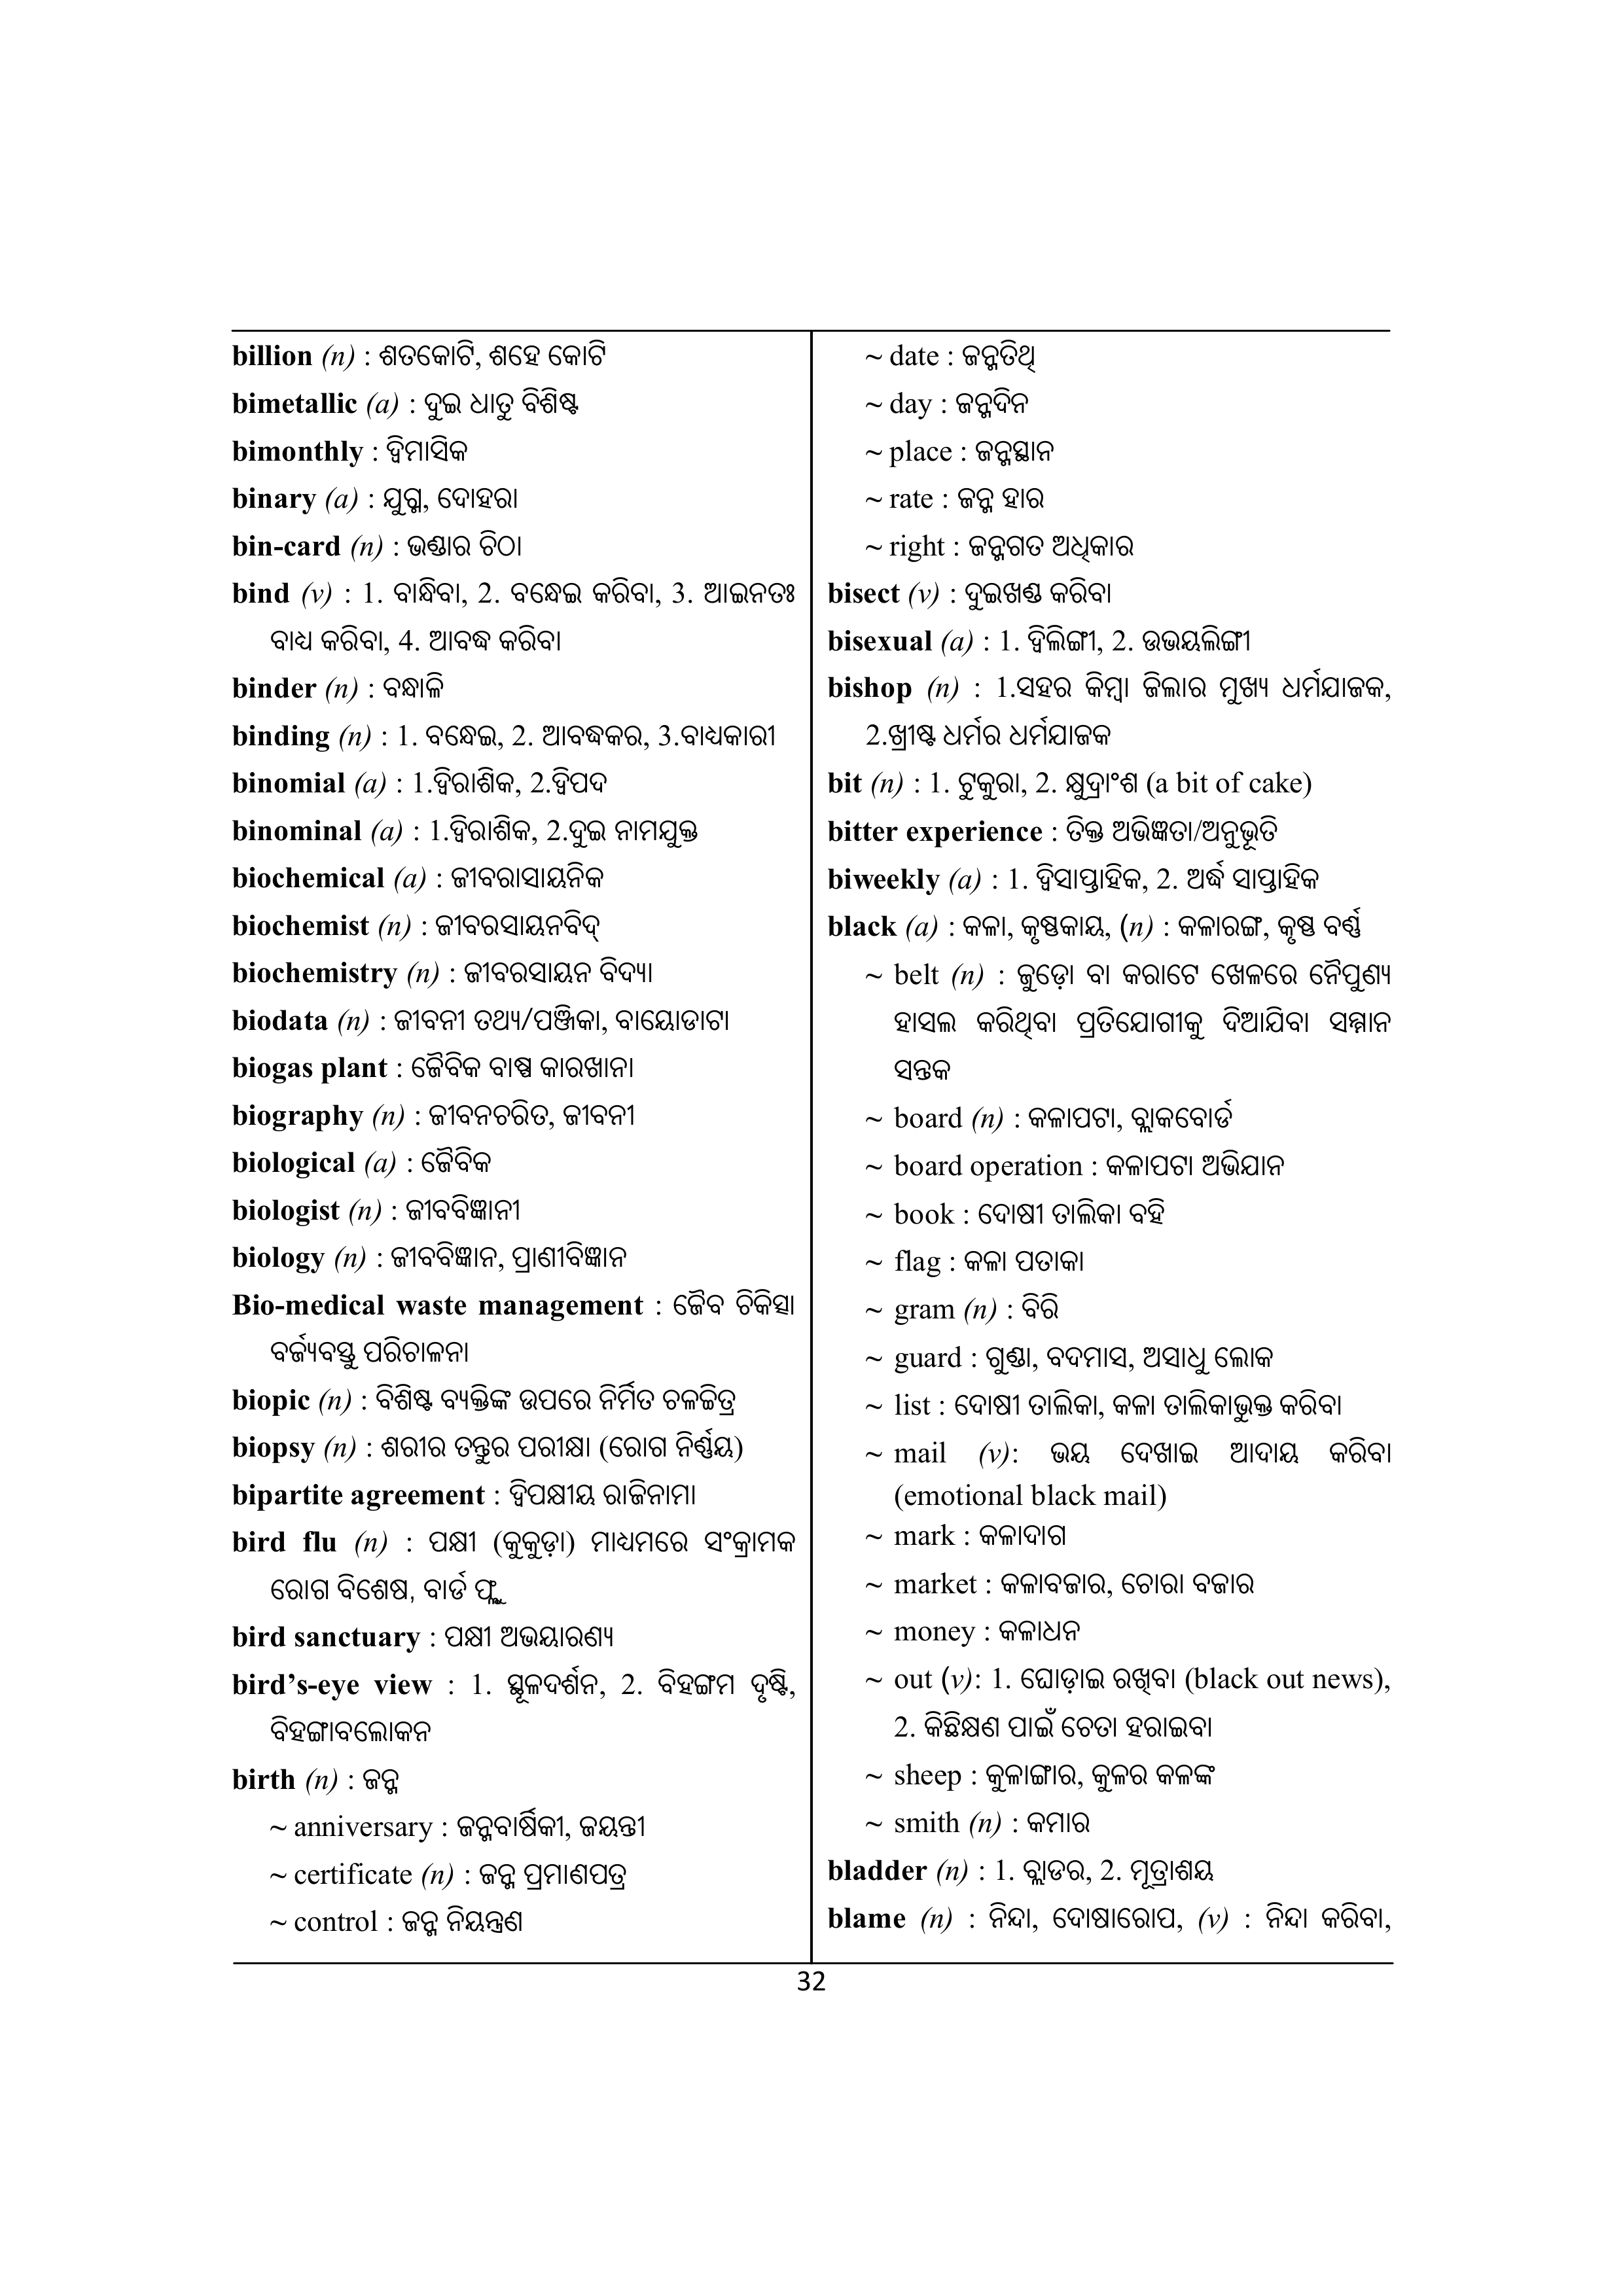 billion (n) : ଶତକୋଟି, ଶହେ କୋଟି
bimetallic (a) : ଦୁଇ ଧାତୁ ବିଶିଷ୍ଟ
bimonthly : ଦ୍ୱିମାସିକ
binary (a) : ଯୁଗ୍ମ, ଦୋହରା
bin-card (n) : ଭଣ୍ଡାର ଚିଠା
bind (v) : 1. ବାନ୍ଧିବା, 2. ବନ୍ଧେଇ କରିବା, 3. ଆଇନତଃ
ବାଧ୍ୟ କରିବା, 4. ଆବଦ୍ଧ କରିବା
binder (n) : ବନ୍ଧାଳି
binding (n) : 1. ବନ୍ଧେଇ, 2. ଆବଦ୍ଧକର, 3.ବାଧ୍ୟକାରୀ
binomial (a) : 1.ଦ୍ୱିରାଶିକ, 2.ଦ୍ୱିପଦ
binominal (a) : 1.ଦ୍ୱିରାଶିକ, 2.ଦୁଇ ନାମଯୁକ୍ତ
biochemical (a) : ଜୀବରାସାୟନିକ
biochemist (n) : ଜୀବରସାୟନବିଦ୍
biochemistry (n) : ଜୀବରସାୟନ ବିଦ୍ୟା
biodata (n) : ଜୀବନୀ ତଥ୍ୟ/ପଞ୍ଜିକା, ବାୟୋଡାଟା
biogas plant : ଜୈବିକ ବାଷ୍ପ କାରଖାନା
biography (n) : ଜୀବନଚରିତ, ଜୀବନୀ
biological (a) : ଜୈବିକ
biologist (n) : ଜୀବବିଜ୍ଞାନୀ
biology (n) : ଜୀବବିଜ୍ଞାନ, ପ୍ରାଣୀବିଜ୍ଞାନ
Bio-medical waste management : ଜୈବ ଚିକିତ୍ସା
ବର୍ଜ୍ୟବସ୍ତୁ ପରିଚାଳନା
biopic (n) : ବିଶିଷ୍ଟ ବ୍ୟକ୍ତିଙ୍କ ଉପରେ ନିର୍ମିତ ଚଳଚ୍ଚିତ୍ର
biopsy (n) : ଶରୀର ତନ୍ତୁର ପରୀକ୍ଷା (ରୋଗ ନିର୍ଣ୍ଣୟ)
bipartite agreement : ଦ୍ୱିପକ୍ଷୀୟ ରାଜିନାମା
bird flu (n) : ପକ୍ଷୀ (କୁକୁଡ଼ା) ମାଧ୍ୟମରେ ସଂକ୍ରାମକ
ରୋଗ ବିଶେଷ, ବାର୍ଡ ଫ୍ଲୁ
bird sanctuary : ପକ୍ଷୀ ଅଭୟାରଣ୍ୟ
bird’s-eye view : 1. ସ୍ଥୂଳଦର୍ଶନ, 2. ବିହଙ୍ଗମ ଦୃଷ୍ଟି,
ବିହଙ୍ଗାବଲୋକନ
birth (n) : ଜନ୍ମ
~ anniversary : ଜନ୍ମବାର୍ଷିକୀ, ଜୟନ୍ତୀ
~ certificate (n) : ଜନ୍ମ ପ୍ରମାଣପତ୍ର
~ control : ଜନ୍ମ ନିୟନ୍ତ୍ରଣ
~ date : ଜନ୍ମତିଥି
~ day : ଜନ୍ମଦିନ
~ place : ଜନ୍ମସ୍ଥାନ
~ rate : ଜନ୍ମ ହାର
~ right : ଜନ୍ମଗତ ଅଧିକାର
bisect (v) : ଦୁଇଖଣ୍ଡ କରିବା
bisexual (a) : 1. ଦ୍ୱିଲିଙ୍ଗୀ, 2. ଉଭୟଲିଙ୍ଗୀ
bishop (n) : 1.ସହର କିମ୍ବା ଜିଲାର ମୁଖ୍ୟ ଧର୍ମଯାଜକ,
2.ଖ୍ରୀଷ୍ଟ ଧର୍ମର ଧର୍ମଯାଜକ
bit (n) : 1. ଟୁକୁରା, 2. କ୍ଷୁଦ୍ରାଂଶ (a bit of cake)
bitter experience : ତିକ୍ତ ଅଭିଜ୍ଞତା/ଅନୁଭୂତି
biweekly (a) : 1. ଦ୍ୱିସାପ୍ତାହିକ, 2. ଅର୍ଦ୍ଧ ସାପ୍ତାହିକ
black (a) : କଳା, କୃଷ୍ଣକାୟ, (n) : କଳାରଙ୍ଗ, କୃଷ୍ଣ ବର୍ଣ୍ଣ
~ belt (n) : ଜୁଡ଼ୋ ବା କରାଟେ ଖେଳରେ ନୈପୁଣ୍ୟ
ହାସଲ କରିଥିବା ପ୍ରତିଯୋଗୀକୁ ଦିଆଯିବା ସମ୍ମାନ
ସନ୍ତକ
~ board (n) : କଳାପଟା, ବ୍ଲାକବୋର୍ଡ
~ board operation : କଳାପଟା ଅଭିଯାନ
~ book : ଦୋଷୀ ତାଲିକା ବହି
~ flag : କଳା ପତାକା
~ gram (n) : ବିରି
~ guard : ଗୁଣ୍ଡା, ବଦମାସ, ଅସାଧୁ ଲୋକ
~ list : ଦୋଷୀ ତାଲିକା, କଳା ତାଲିକାଭୁକ୍ତ କରିବା
~ mail (v): ଭୟ ଦେଖାଇ ଆଦାୟ କରିବା
(emotional black mail)
~ mark : କଳାଦାଗ
~ market : କଳାବଜାର, ଚୋରା ବଜାର
~ money : କଳାଧନ
~ out (v): 1. ଘୋଡ଼ାଇ ରଖିବା (black out news),
2. କିଛିକ୍ଷଣ ପାଇଁ ଚେତା ହରାଇବା
~ sheep : କୁଳାଙ୍ଗାର, କୁଳର କଳଙ୍କ
~ smith (n) : କମାର
bladder (n) : 1. ବ୍ଲାଡର, 2. ମୂତ୍ରାଶୟ
blame (n) : ନିନ୍ଦା, ଦୋଷାରୋପ, (v) : ନିନ୍ଦା କରିବା,
32